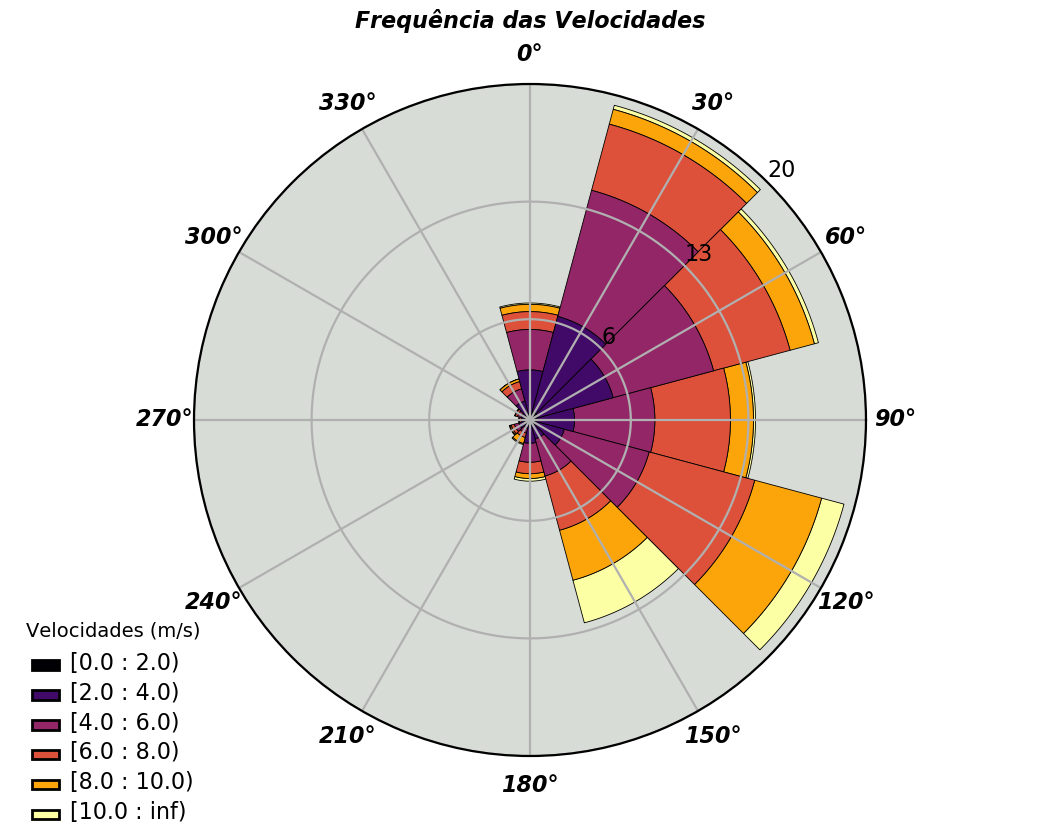 Frequência das Velocidades
0°
330°
30°
20
300°
60°
13
6
270°
90°
240°
120°
210°
150°
180°
Velocidades (m/s)
[0.0 : 2.0)
[2.0 : 4.0)
[4.0 : 6.0)
[6.0 : 8.0)
[8.0 : 10.0)
[10.0 : inf)